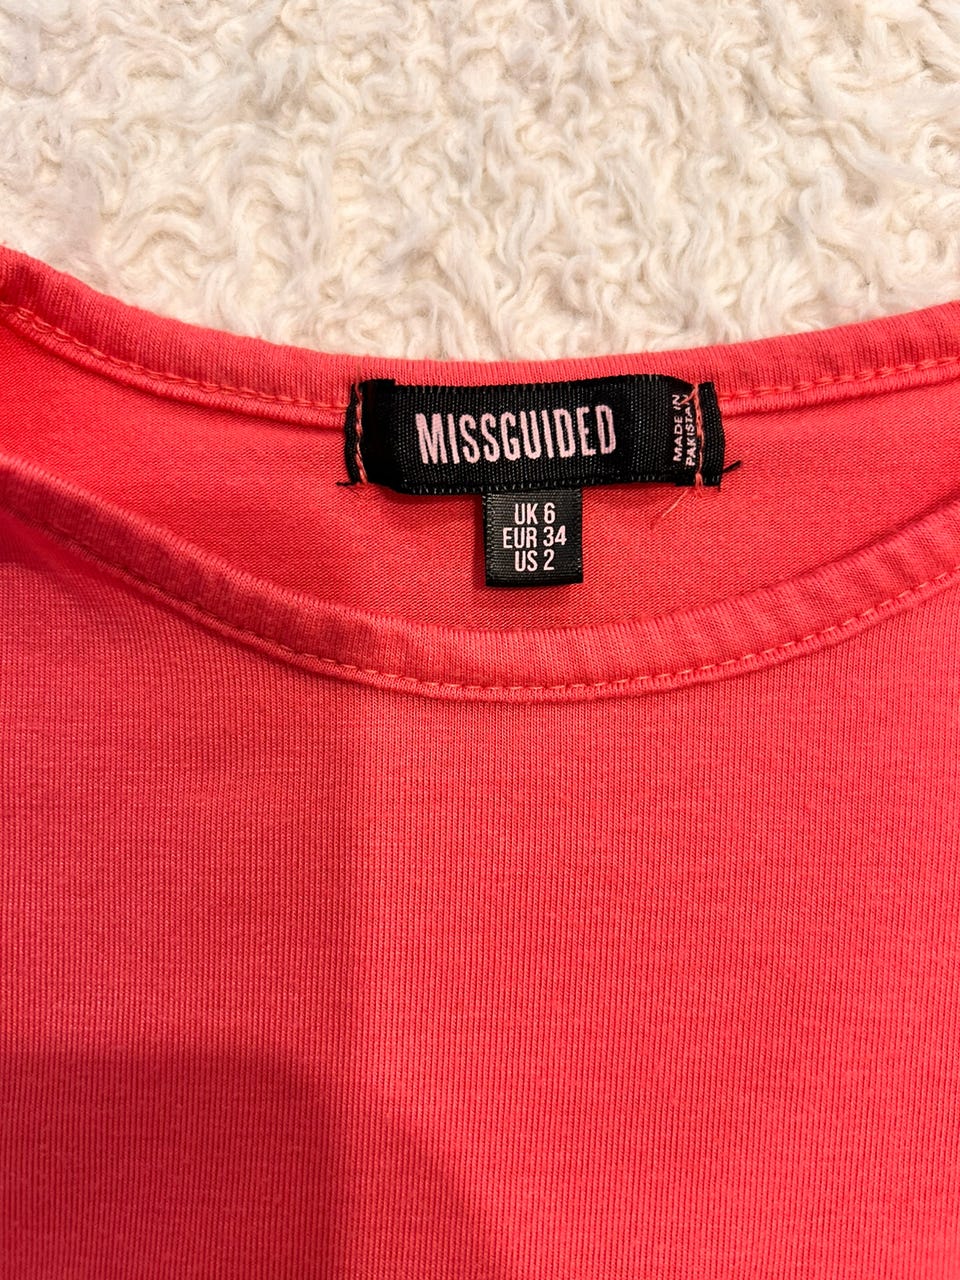 MISSGUIDED
MADE IN
PAKISTAN
UK 6
EUR 34
US 2